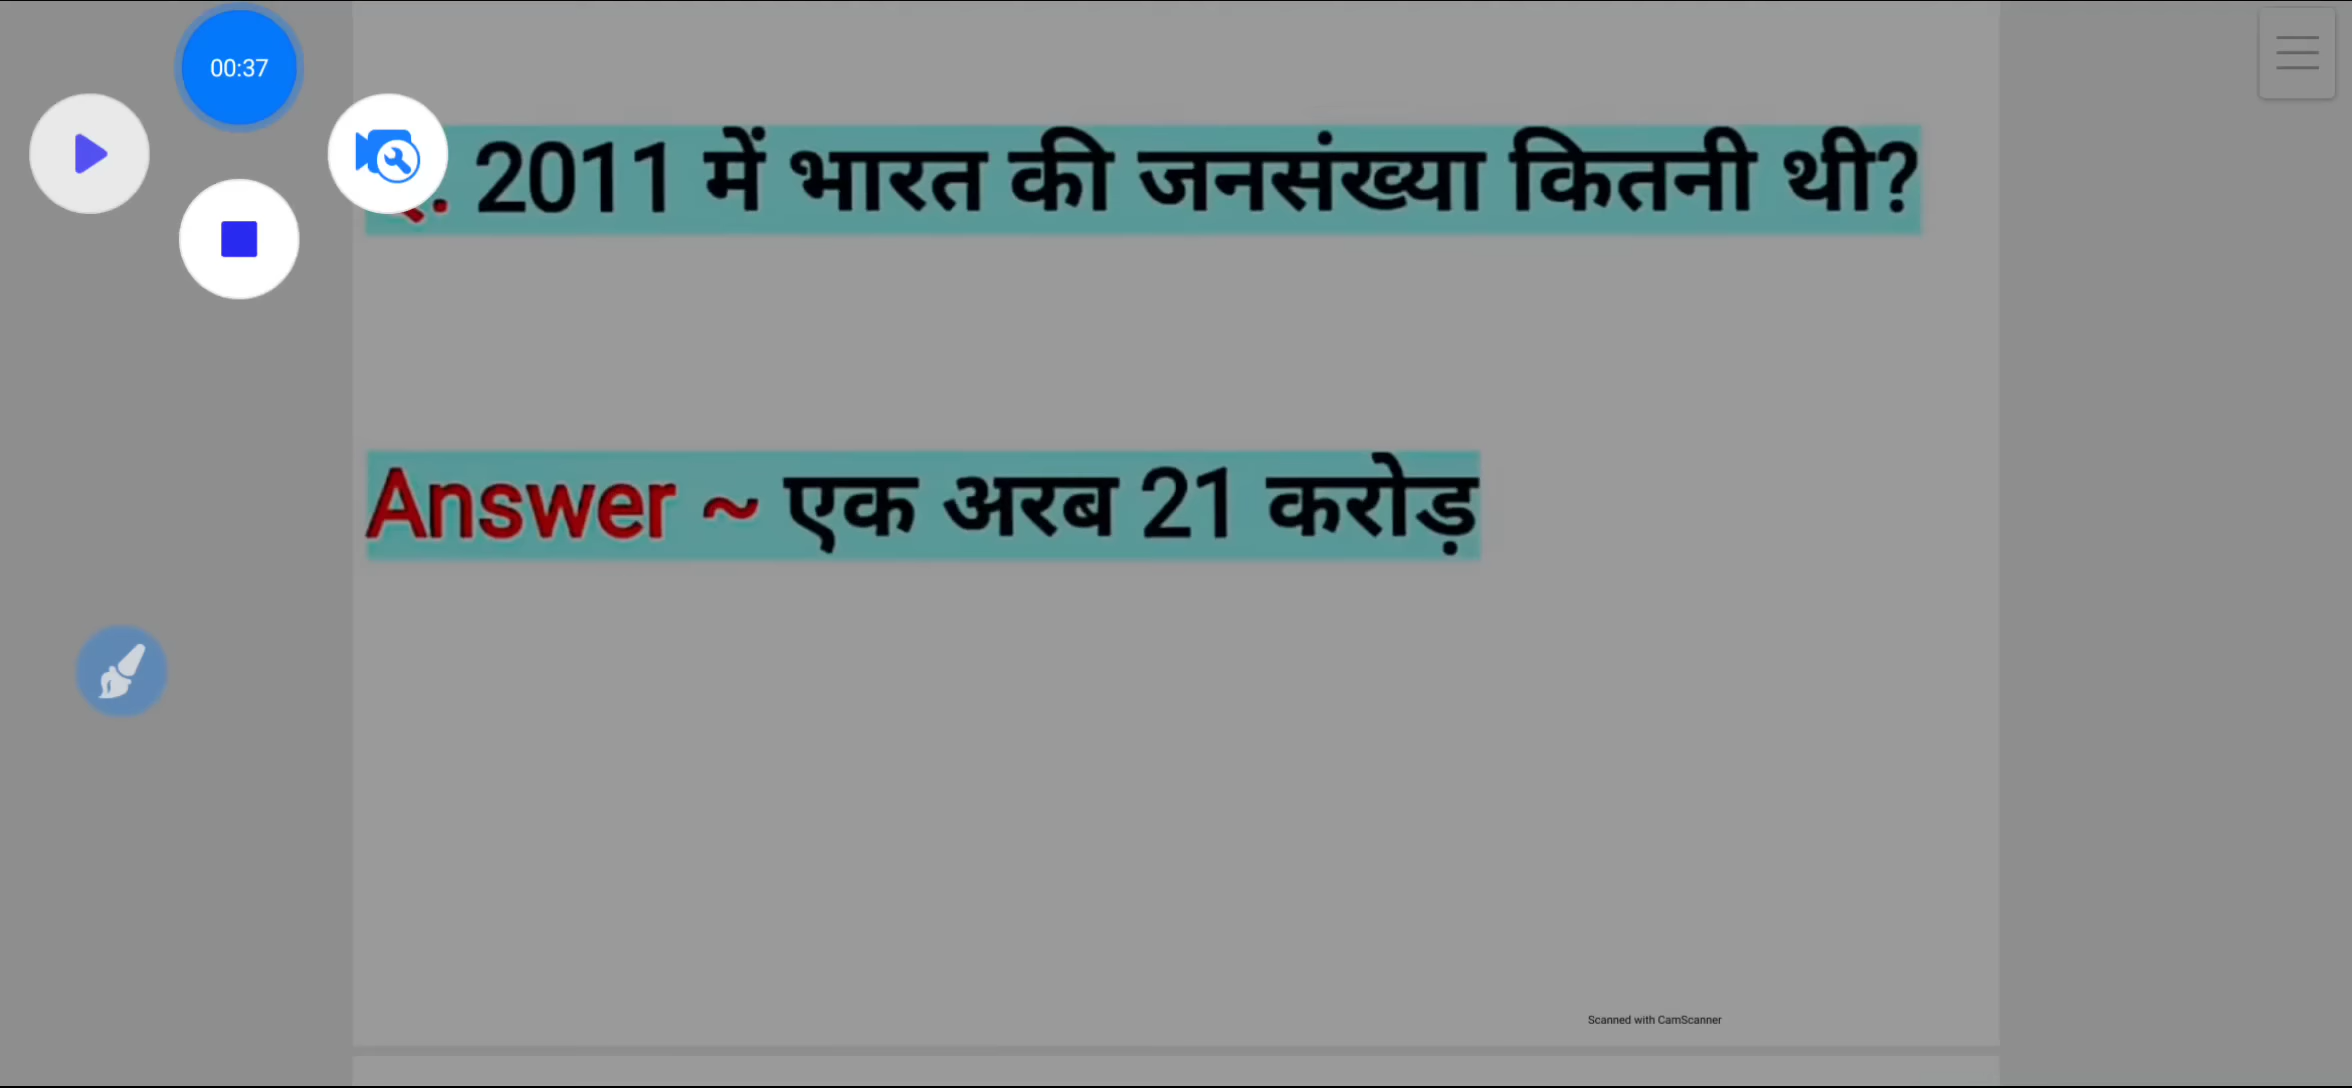 00:37
2011 में भारत की जनसंख्या कितनी थी?
Answer ~ एक अरब 21 करोड़
Scanned with CamScanner